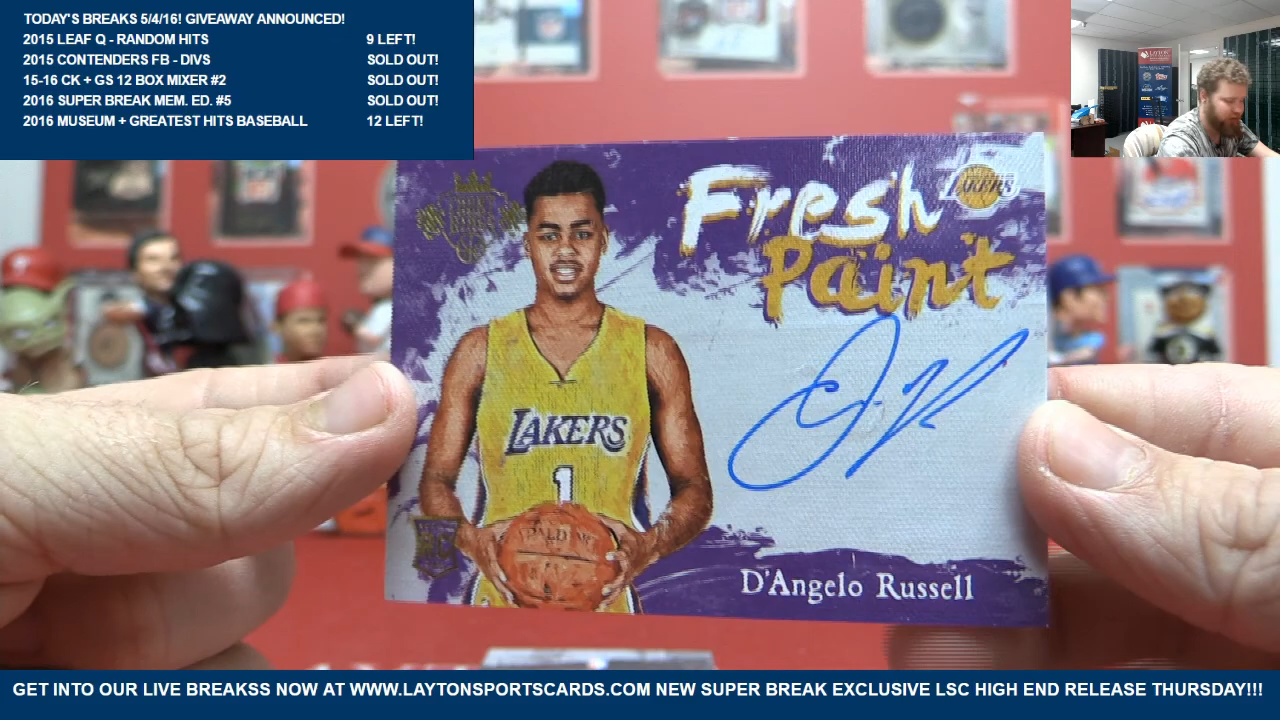 TODAY'S BREAKS 5/4/16! GIVEAWAY ANNOUNCED!
2015 LEAF Q - RANDOM HITS 9 LEFT!
2015 CONTENDERS FB - DIVS SOLD OUT!
15-16 CK + GS 12 BOX MIXER #2 SOLD OUT!
2016 SUPER BREAK MEM. ED. #5 SOLD OUT!
2016 MUSEUM + GREATEST HITS BASEBALL 12 LEFT!
Fresh
Paint
LAKERS
LAKERS
1
SPALDING
RC
D'Angelo Russell
GET INTO OUR LIVE BREAKSS NOW AT WWW.LAYTONSPORTSCARDS.COM NEW SUPER BREAK EXCLUSIVE LSC HIGH END RELEASE THURSDAY!!!